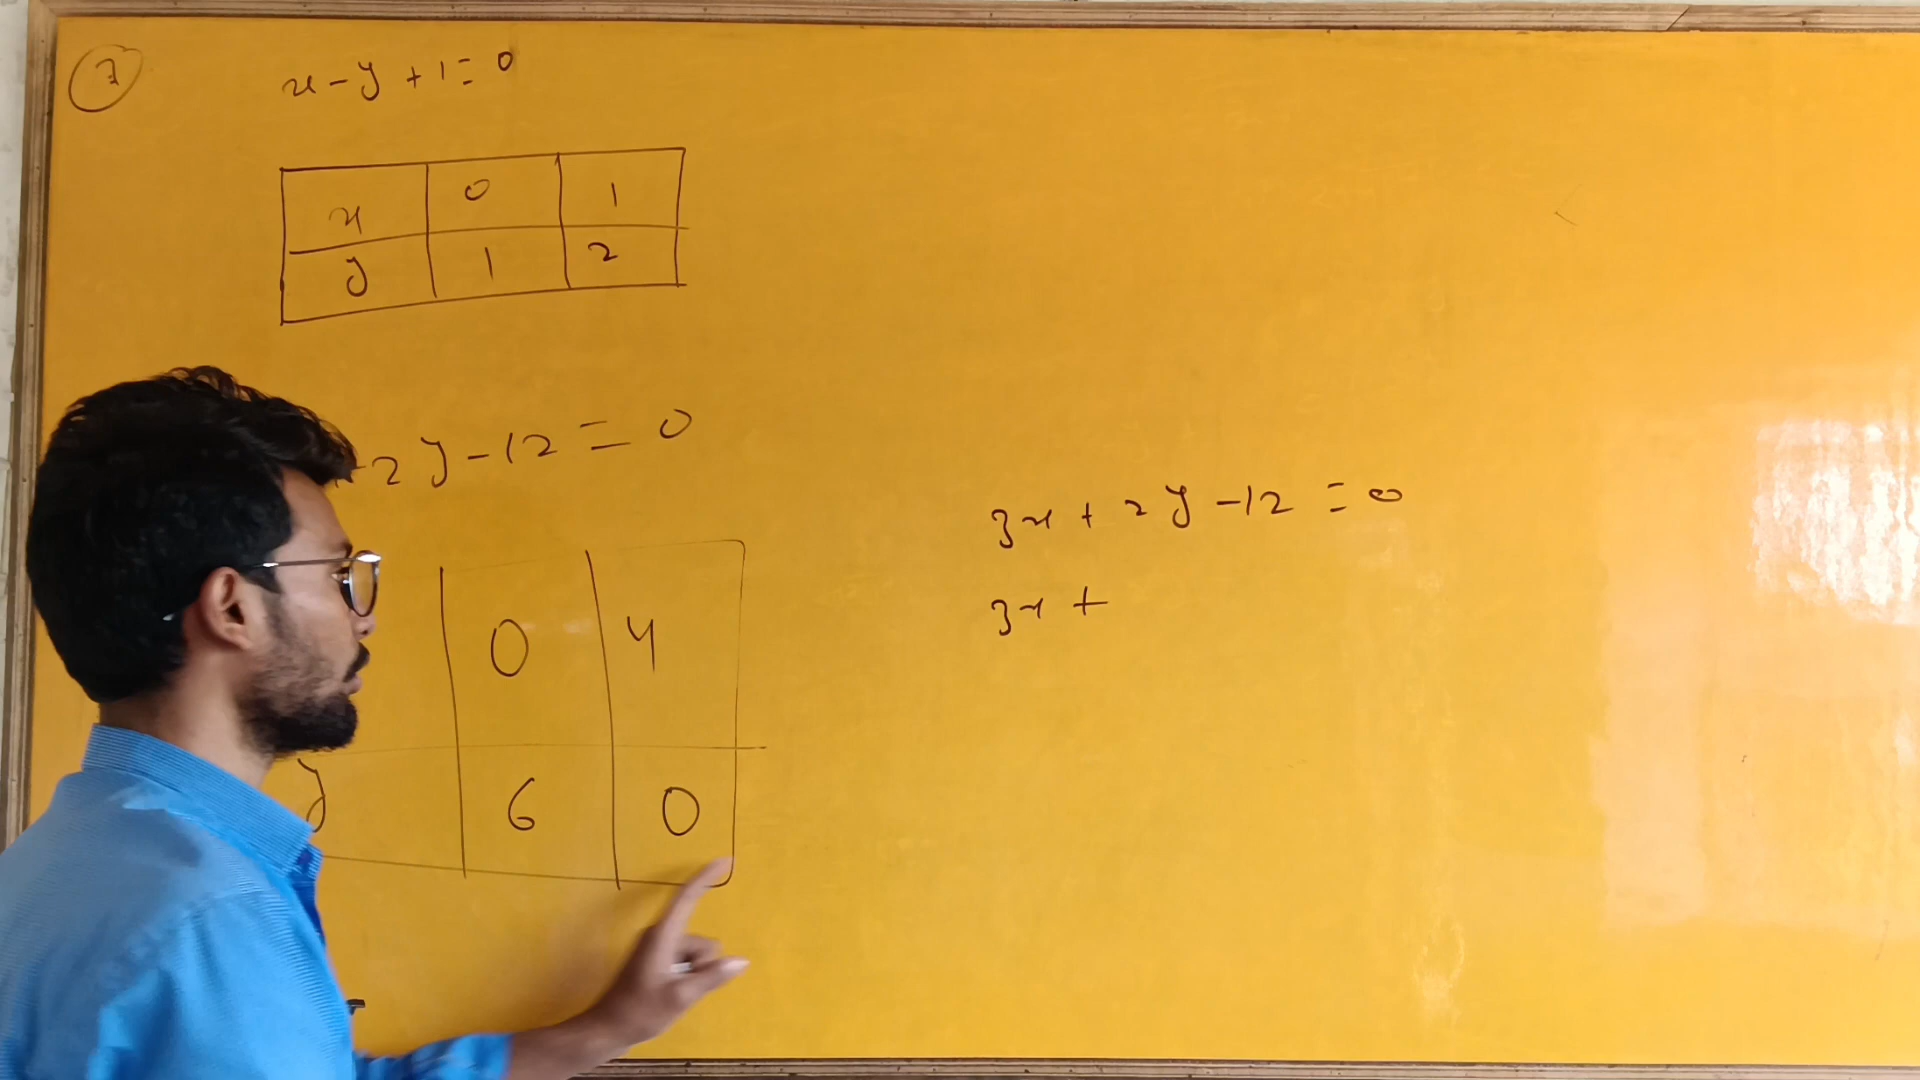 7
x - y + 1 = 0
x 0 1
y 1 2
2y - 12 = 0
0 4
y 6 0
3x + 2y - 12 = 0
3x +